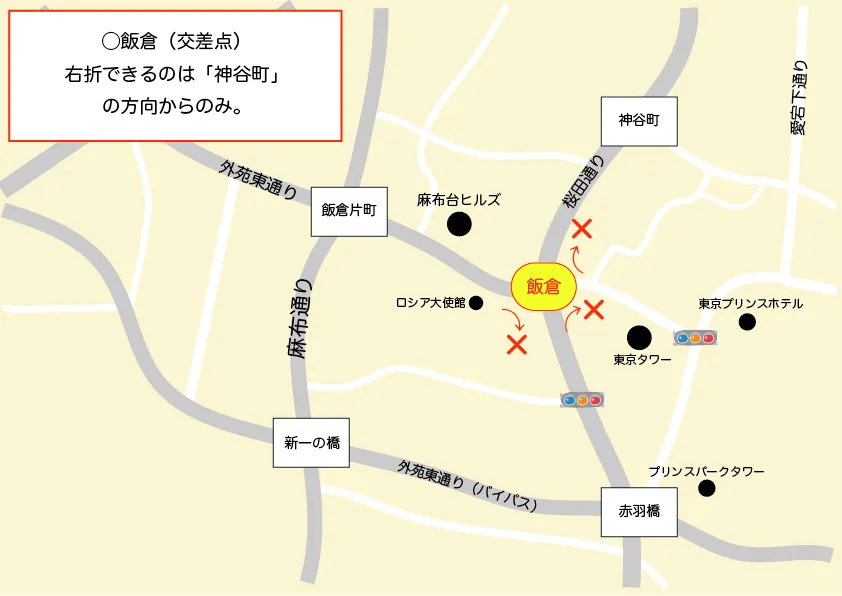 ◯飯倉（交差点）
右折できるのは「神谷町」
の方向からのみ。
愛宕下通り
神谷町
外苑東通り
桜田通り
飯倉片町
麻布台ヒルズ
飯倉
ロシア大使館
東京プリンスホテル
麻布通り
東京タワー
新一の橋
外苑東通り（バイパス）
プリンスパークタワー
赤羽橋